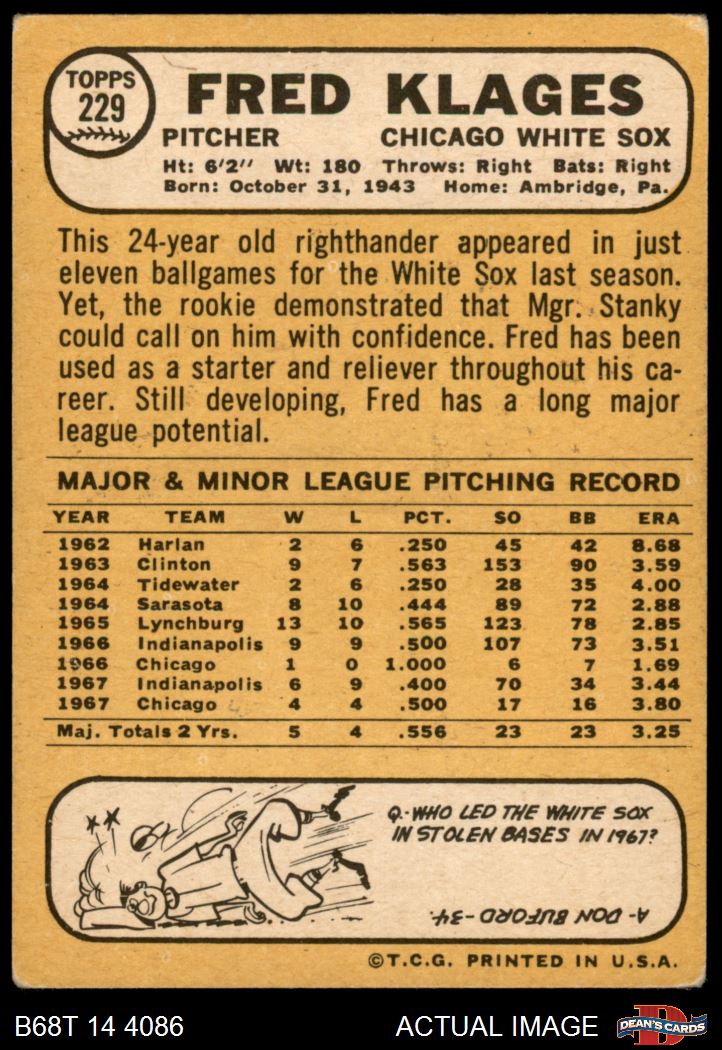 TOPPS
229
FRED KLAGES
PITCHER CHICAGO WHITE SOX
Ht: 6'2'' Wt: 180 Throws: Right Bats: Right
Born: October 31, 1943 Home: Ambridge, Pa.
This 24-year old righthander appeared in just
eleven ballgames for the White Sox last season.
Yet, the rookie demonstrated that Mgr. Stanky
could call on him with confidence. Fred has been
used as a starter and reliever throughout his ca-
reer. Still developing, Fred has a long major
league potential.
MAJOR & MINOR LEAGUE PITCHING RECORD
YEAR TEAM W L PCT. SO BB ERA
1962 Harlan 2 6 .250 45 42 8.68
1963 Clinton 9 7 .563 153 90 3.59
1964 Tidewater 2 6 .250 28 35 4.00
1964 Sarasota 8 10 .444 89 72 2.88
1965 Lynchburg 13 10 .565 123 78 2.85
1966 Indianapolis 9 9 .500 107 73 3.51
1966 Chicago 1 0 1.000 6 7 1.69
1967 Indianapolis 6 9 .400 70 34 3.44
1967 Chicago 4 4 .500 17 16 3.80
Maj. Totals 2 Yrs. 5 4 .556 23 23 3.25
Q.-WHO LED THE WHITE SOX
IN STOLEN BASES IN 1967?
A-DON BUFORD-34.
©T.C.G. PRINTED IN U.S.A.
B68T 14 4086 ACTUAL IMAGE
D
DEAN'S CARDS